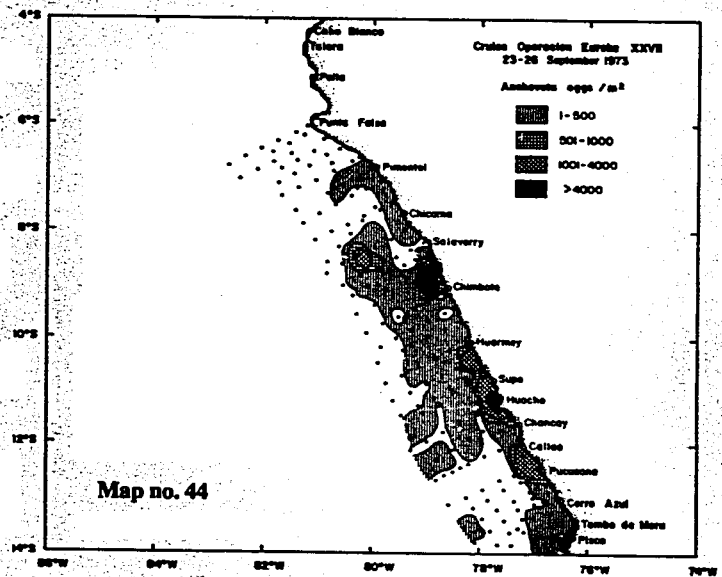 4°S
Cabo Blanco
Talara
Paita
6°S
Punta Falsa
Cruise Operacion Eureka XXVII
23-26 September 1973
Anchoveta eggs /m²
1-500
501-1000
1001-4000
>4000
Pimentel
Chicama
8°S
Salaverry
Chimbote
10°S
Huarmey
Supe
Huacho
Chancay
12°S
Callao
Pucusana
Map no. 44
Cerro Azul
Tambo de Mora
Pisco
14°S
86°W
84°W
82°W
80°W
78°W
76°W
74°W